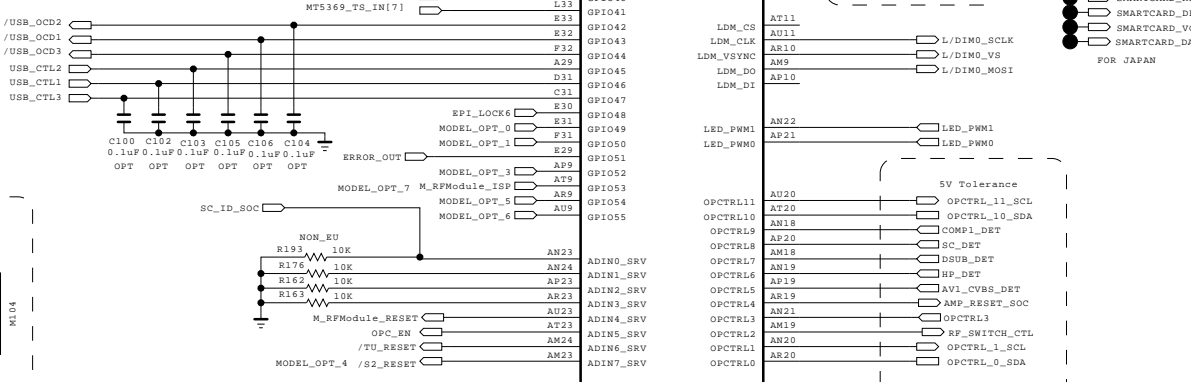 MT5369_TS_IN[7]
L33
GPIO41
/USB_OCD2
E33
GPIO42
/USB_OCD1
E32
GPIO43
/USB_OCD3
F32
GPIO44
USB_CTL2
A29
GPIO45
USB_CTL1
D31
GPIO46
USB_CTL3
C31
GPIO47
EPI_LOCK6
E30
GPIO48
MODEL_OPT_0
E31
GPIO49
MODEL_OPT_1
F31
GPIO50
ERROR_OUT
E29
GPIO51
MODEL_OPT_3
AP9
GPIO52
MODEL_OPT_7 M_RFModule_ISP
AT9
GPIO53
MODEL_OPT_5
AR9
GPIO54
MODEL_OPT_6
AU9
GPIO55
C100 C102 C103 C105 C106 C104
0.1uF 0.1uF 0.1uF 0.1uF 0.1uF 0.1uF
OPT OPT OPT OPT OPT OPT
SC_ID_SOC
NON_EU
R193 10K
AN23
ADIN0_SRV
R176 10K
AN24
ADIN1_SRV
R162 10K
AP23
ADIN2_SRV
R163 10K
AR23
ADIN3_SRV
M_RFModule_RESET
AU23
ADIN4_SRV
OPC_EN
AT23
ADIN5_SRV
/TU_RESET
AM24
ADIN6_SRV
MODEL_OPT_4 /S2_RESET
AM23
ADIN7_SRV
M104
LDM_CS
AT11
LDM_CLK
AU11
L/DIM0_SCLK
LDM_VSYNC
AR10
L/DIM0_VS
LDM_DO
AM9
L/DIM0_MOSI
LDM_DI
AP10
LED_PWM1
AN22
LED_PWM1
LED_PWM0
AP21
LED_PWM0
5V Tolerance
OPCTRL11
AU20
OPCTRL_11_SCL
OPCTRL10
AT20
OPCTRL_10_SDA
OPCTRL9
AN18
COMP1_DET
OPCTRL8
AP20
SC_DET
OPCTRL7
AM18
DSUB_DET
OPCTRL6
AN19
HP_DET
OPCTRL5
AP19
AV1_CVBS_DET
OPCTRL4
AR19
AMP_RESET_SOC
OPCTRL3
AN21
OPCTRL3
OPCTRL2
AM19
RF_SWITCH_CTL
OPCTRL1
AN20
OPCTRL_1_SCL
OPCTRL0
AR20
OPCTRL_0_SDA
SMARTCARD_VC
SMARTCARD_DA
FOR JAPAN